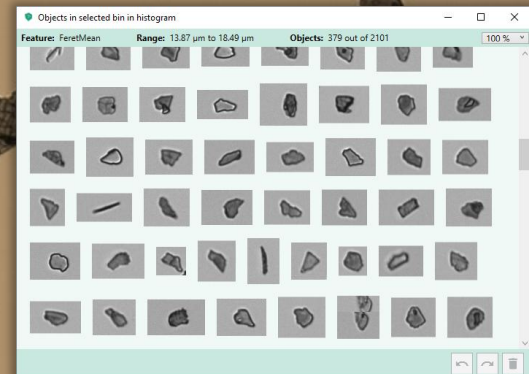 Objects in selected bin in histogram
Feature: FeretMean Range: 13.87 µm to 18.49 µm Objects: 379 out of 2101 100 %